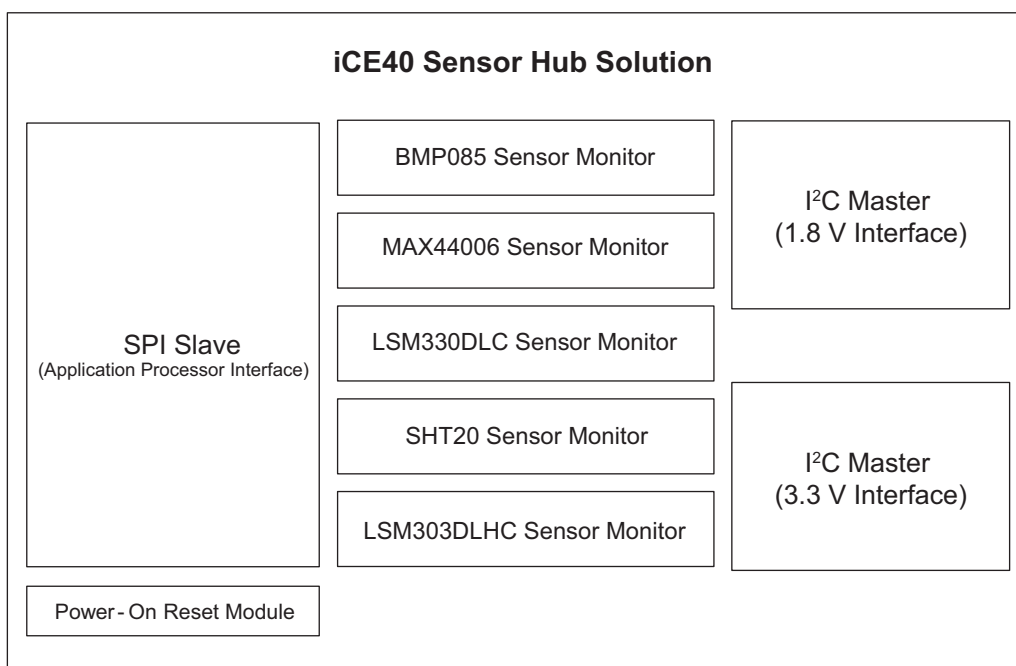 iCE40 Sensor Hub Solution
SPI Slave
(Application Processor Interface)
BMP085 Sensor Monitor
MAX44006 Sensor Monitor
LSM330DLC Sensor Monitor
SHT20 Sensor Monitor
LSM303DLHC Sensor Monitor
I²C Master
(1.8 V Interface)
I²C Master
(3.3 V Interface)
Power-On Reset Module